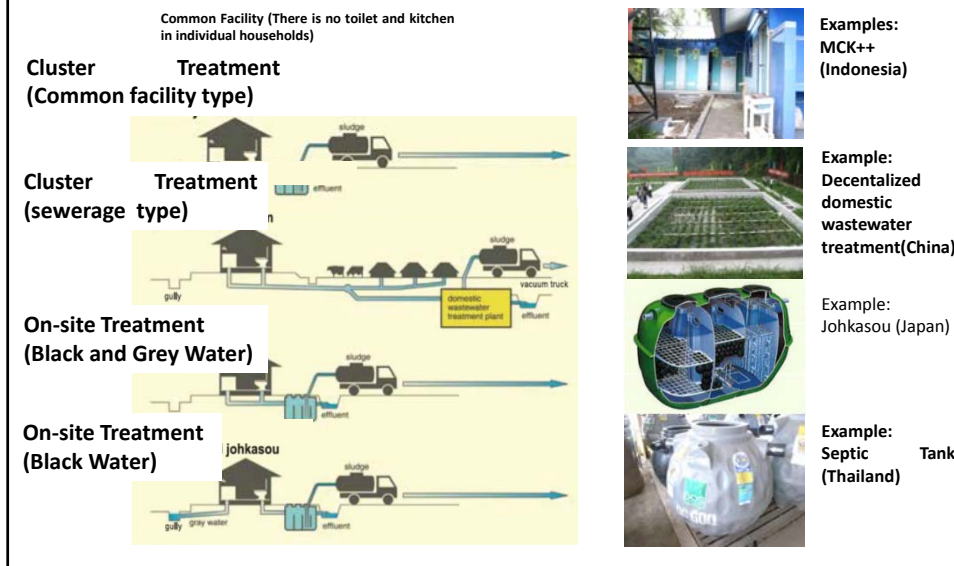 Common Facility (There is no toilet and kitchen
in individual households)
Cluster Treatment
(Common facility type)
sludge
effluent
Cluster Treatment
(sewerage type)
sludge
vacuum truck
gully
domestic
wastewater
treatment plant
effluent
On-site Treatment
(Black and Grey Water)
sludge
effluent
On-site Treatment
(Black Water)
i johkasou
sludge
gully
gray water
effluent
Examples:
MCK++
(Indonesia)
Example:
Decentalized
domestic
wastewater
treatment(China)
Example:
Johkasou (Japan)
Example:
Septic Tank
(Thailand)